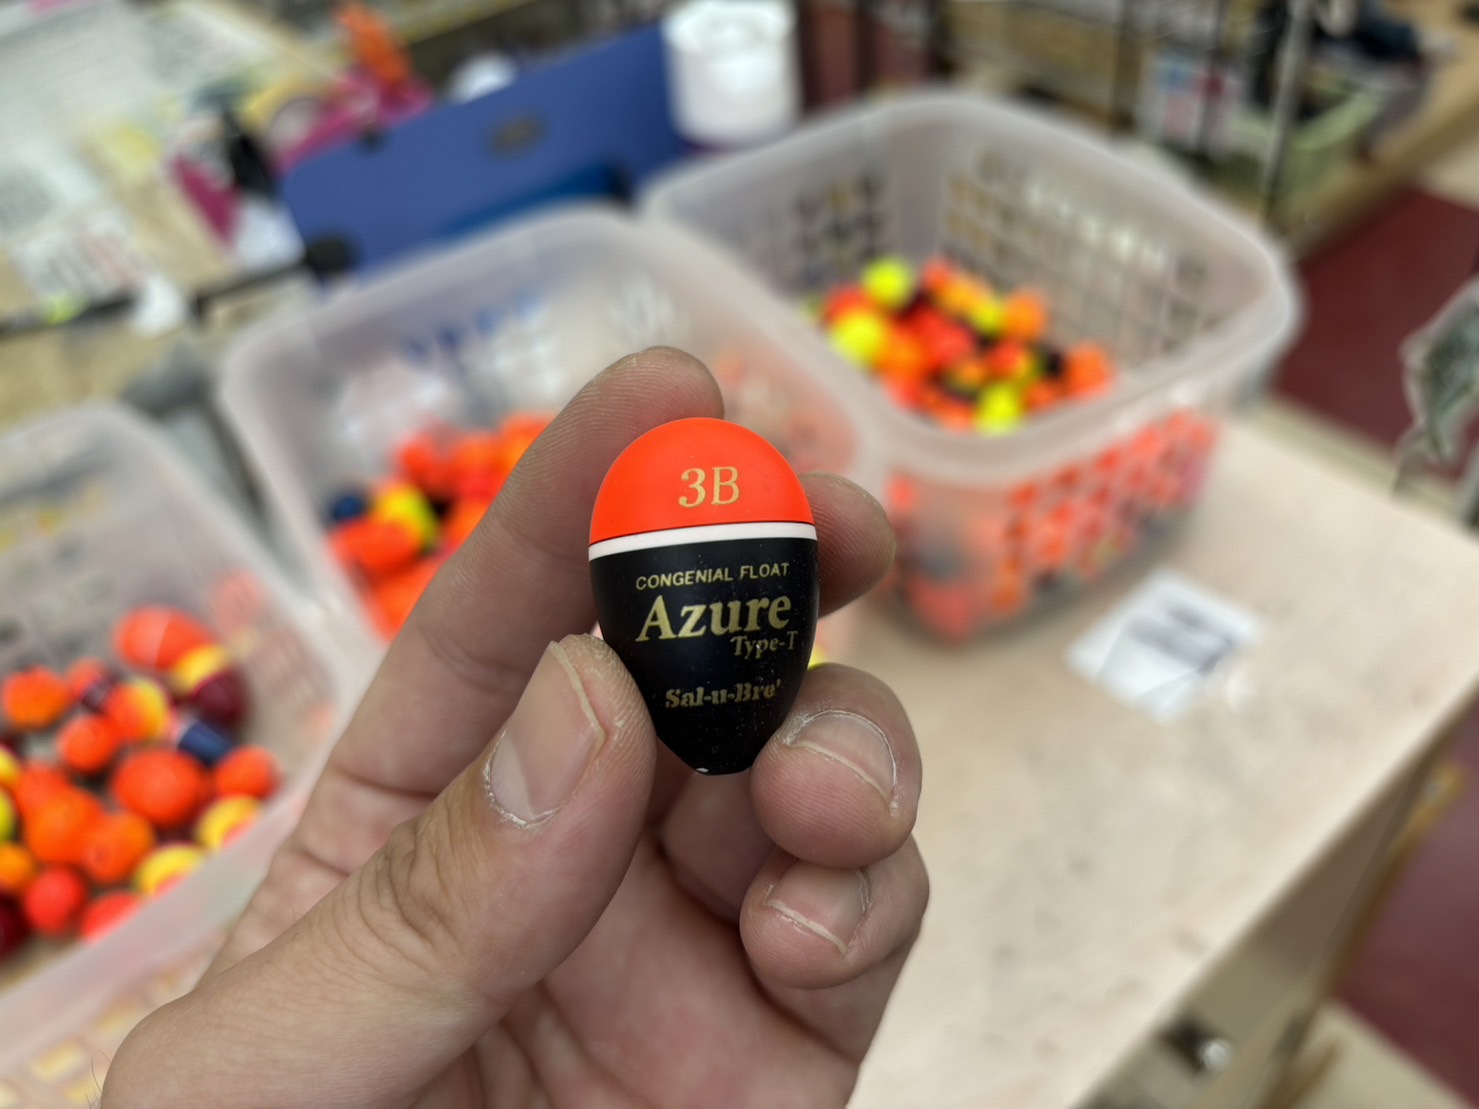 3B
CONGENIAL FLOAT
Azure
Type-T
Sal-u-Bre'